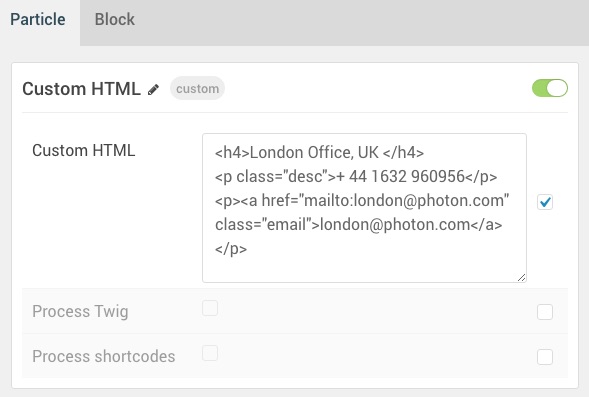 Particle Block
Custom HTML custom
Custom HTML
<h4>London Office, UK </h4>
<p class="desc">+ 44 1632 960956</p>
<p><a href="mailto:london@photon.com"
class="email">london@photon.com</a>
</p>
Process Twig
Process shortcodes